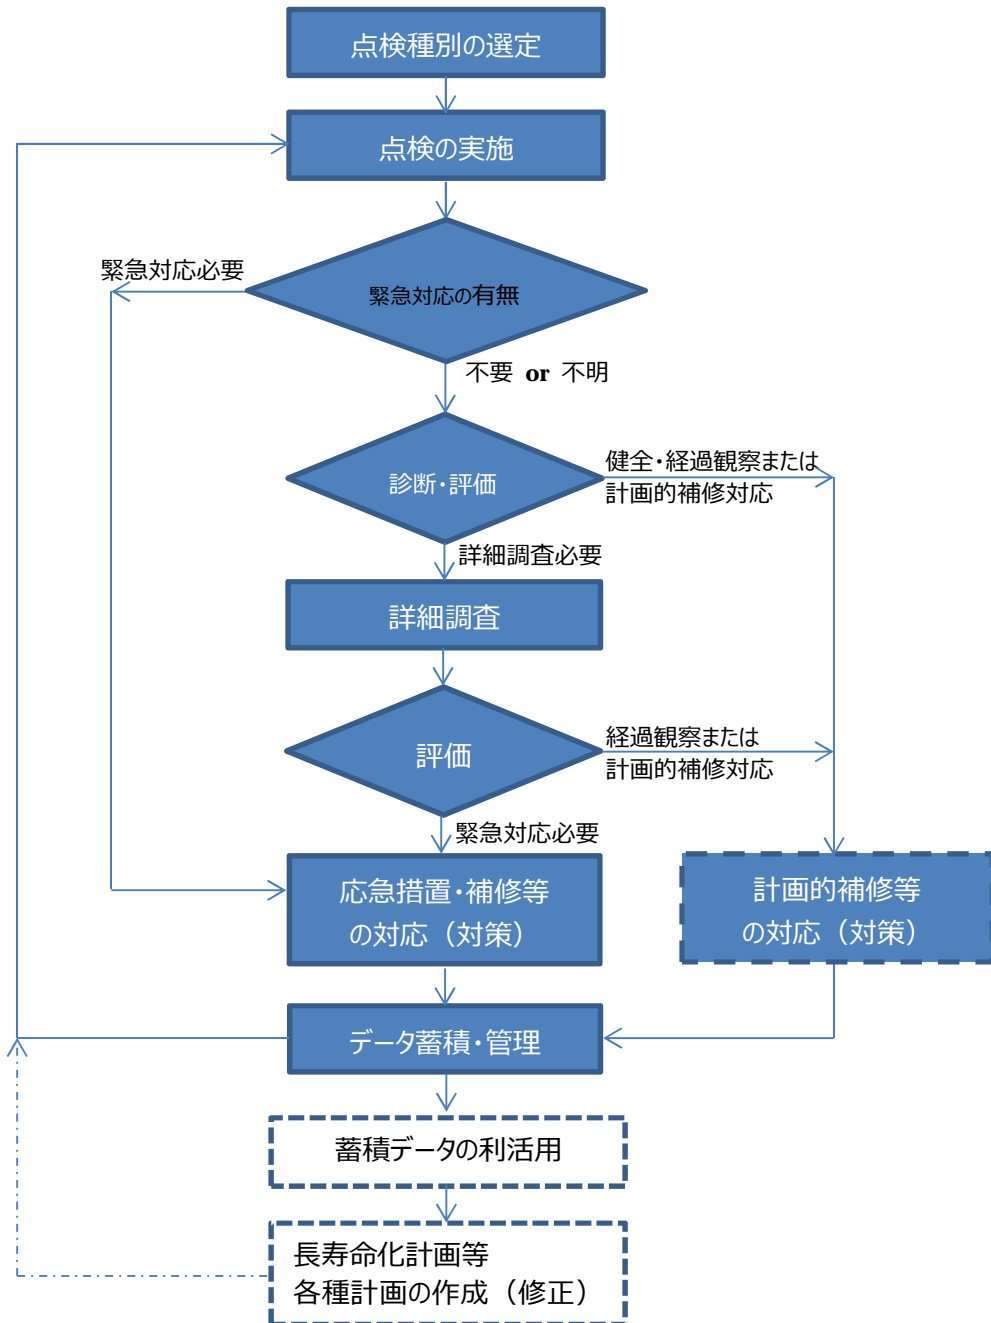 点検種別の選定
点検の実施
緊急対応必要
緊急対応の有無
不要 or 不明
診断・評価
健全・経過観察または
計画的補修対応
詳細調査必要
詳細調査
評価
経過観察または
計画的補修対応
緊急対応必要
応急措置・補修等
の対応（対策）
計画的補修等
の対応（対策）
データ蓄積・管理
蓄積データの利活用
長寿命化計画等
各種計画の作成（修正）